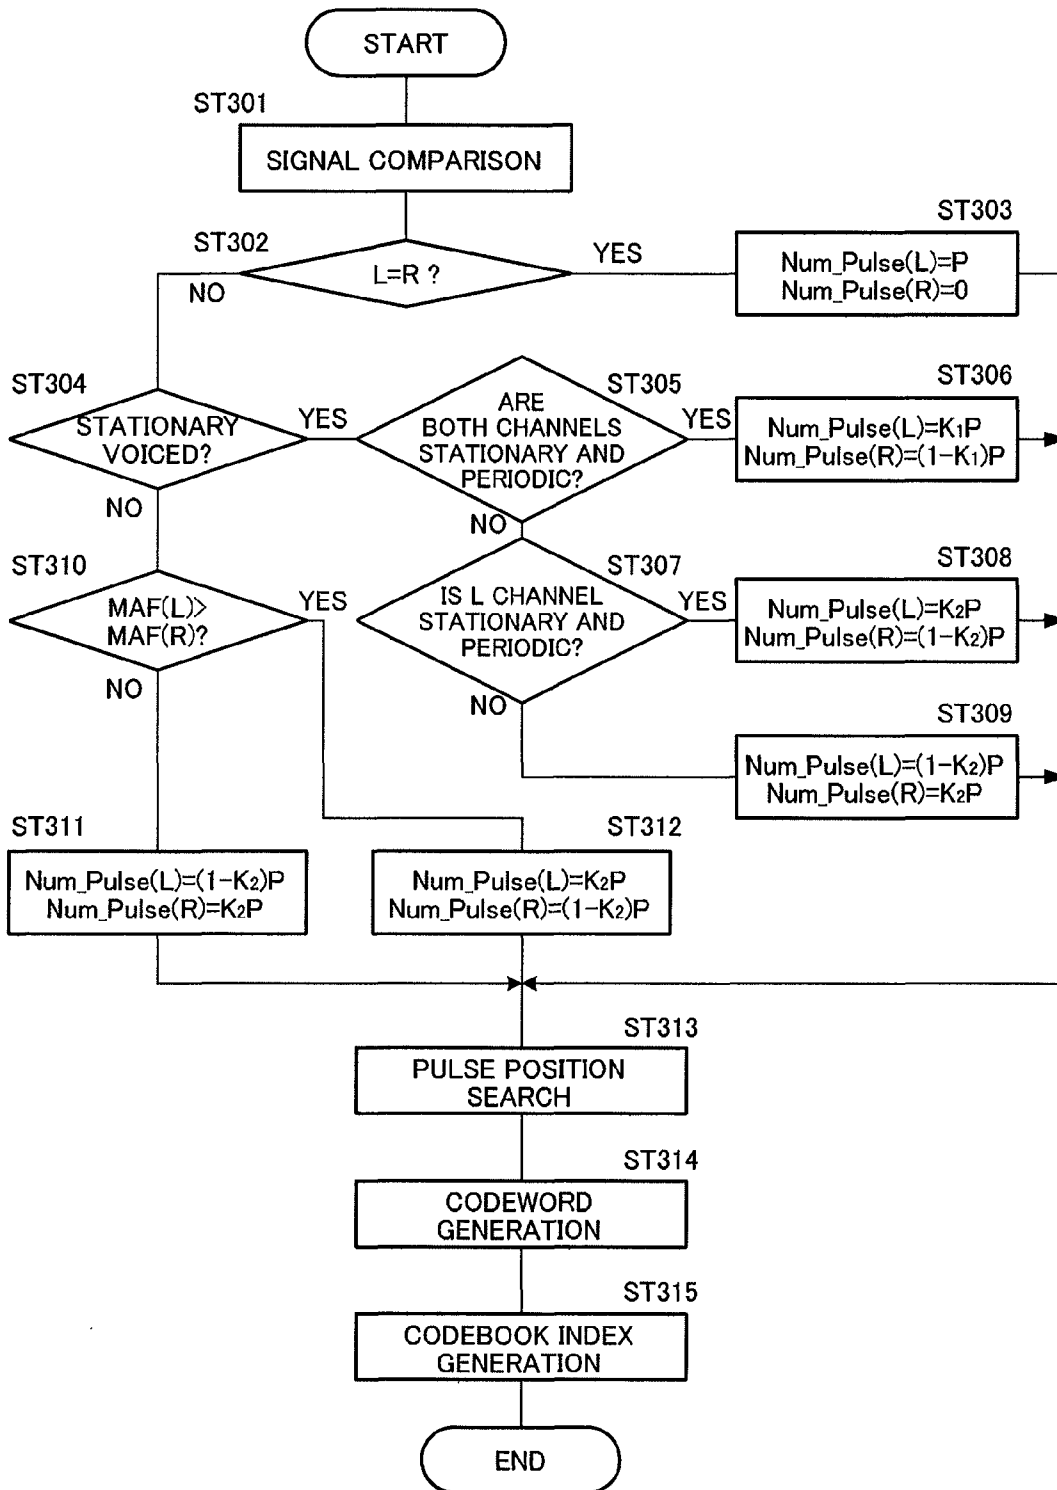 START
ST301
SIGNAL COMPARISON
ST302
L=R ?
YES
NO
ST303
Num_Pulse(L)=P
Num_Pulse(R)=0
ST304
STATIONARY
VOICED?
YES
NO
ST305
ARE
BOTH CHANNELS
STATIONARY AND
PERIODIC?
YES
NO
ST306
Num_Pulse(L)=K₁P
Num_Pulse(R)=(1-K₁)P
ST310
MAF(L)>
MAF(R)?
YES
NO
ST307
IS L CHANNEL
STATIONARY AND
PERIODIC?
YES
NO
ST308
Num_Pulse(L)=K₂P
Num_Pulse(R)=(1-K₂)P
ST309
Num_Pulse(L)=(1-K₂)P
Num_Pulse(R)=K₂P
ST311
Num_Pulse(L)=(1-K₂)P
Num_Pulse(R)=K₂P
ST312
Num_Pulse(L)=K₂P
Num_Pulse(R)=(1-K₂)P
ST313
PULSE POSITION
SEARCH
ST314
CODEWORD
GENERATION
ST315
CODEBOOK INDEX
GENERATION
END